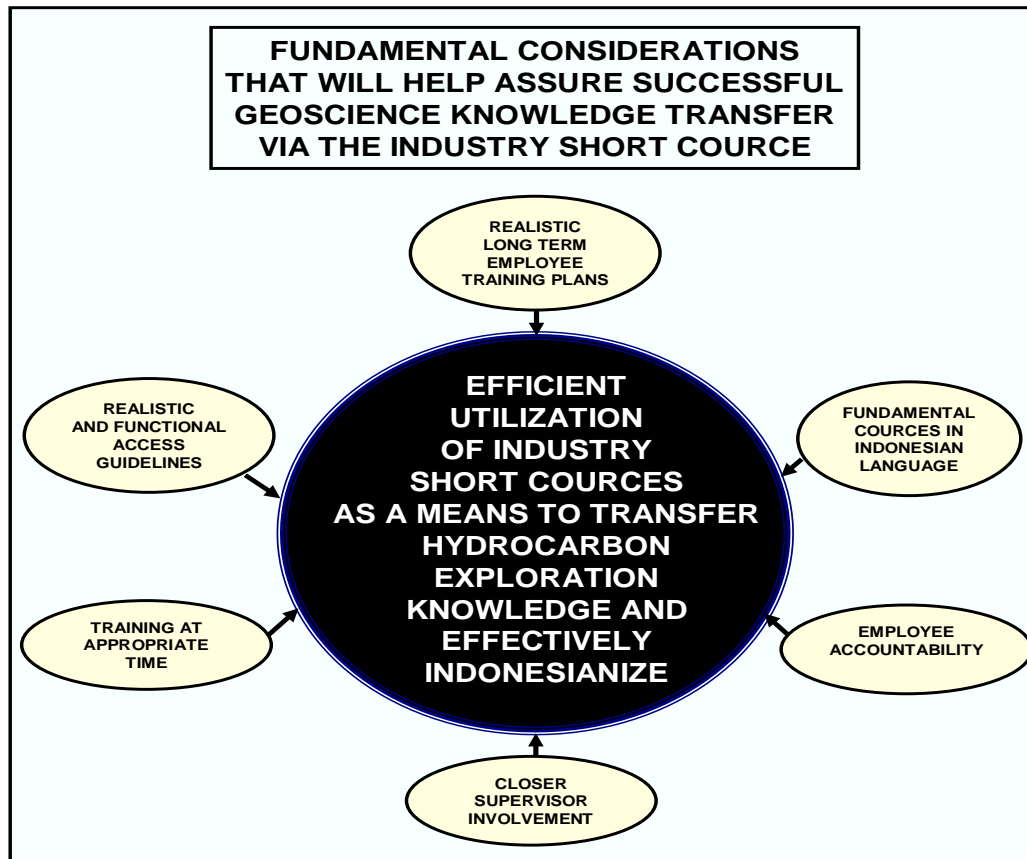 FUNDAMENTAL CONSIDERATIONS
THAT WILL HELP ASSURE SUCCESSFUL
GEOSCIENCE KNOWLEDGE TRANSFER
VIA THE INDUSTRY SHORT COURCE
REALISTIC
LONG TERM
EMPLOYEE
TRAINING PLANS
REALISTIC
AND FUNCTIONAL
ACCESS
GUIDELINES
EFFICIENT
UTILIZATION
OF INDUSTRY
SHORT COURCES
AS A MEANS TO TRANSFER
HYDROCARBON
EXPLORATION
KNOWLEDGE AND
EFFECTIVELY
INDONESIANIZE
FUNDAMENTAL
COURCES IN
INDONESIAN
LANGUAGE
TRAINING AT
APPROPRIATE
TIME
EMPLOYEE
ACCOUNTABILITY
CLOSER
SUPERVISOR
INVOLVEMENT